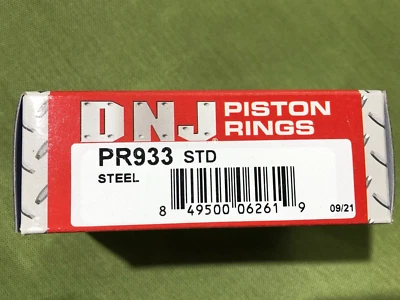 DNJ PISTON
RINGS
PR933 STD
STEEL
8 49500 06261 9
09/21